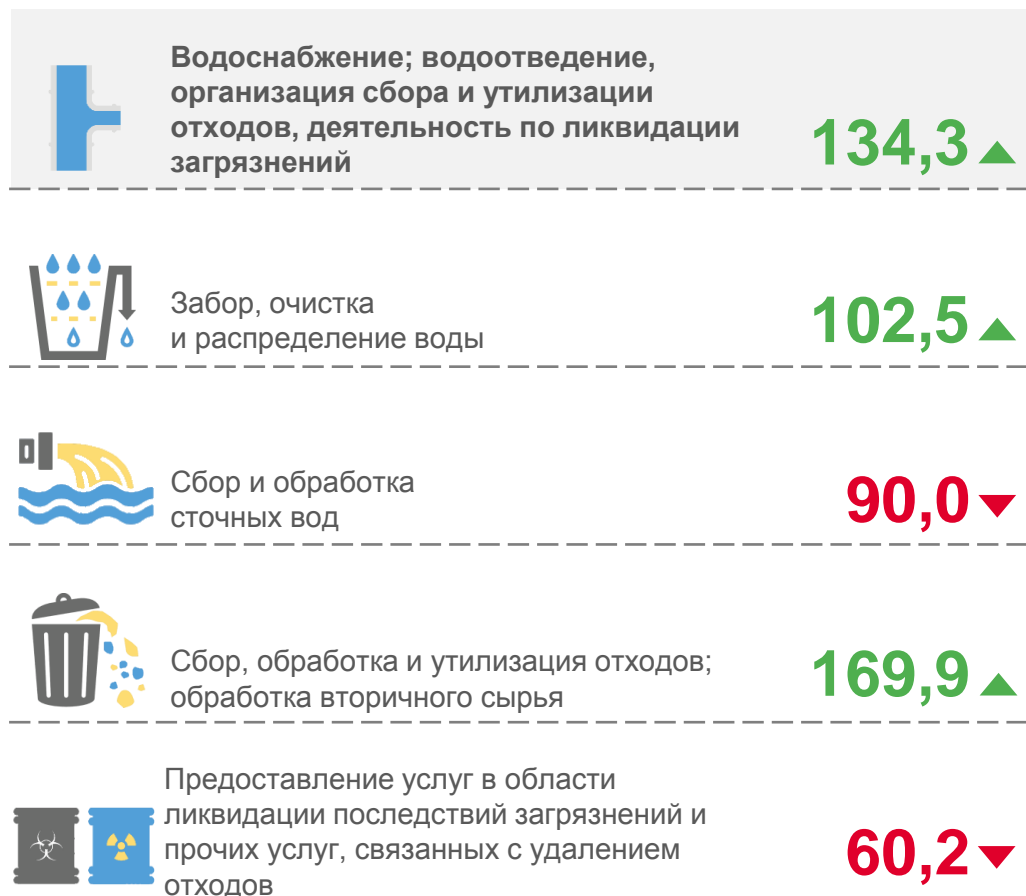 Водоснабжение; водоотведение,
организация сбора и утилизации
отходов, деятельность по ликвидации
загрязнений
134,3
Забор, очистка
и распределение воды
102,5
Сбор и обработка
сточных вод
90,0
Сбор, обработка и утилизация отходов;
обработка вторичного сырья
169,9
Предоставление услуг в области
ликвидации последствий загрязнений и
прочих услуг, связанных с удалением
отходов
60,2